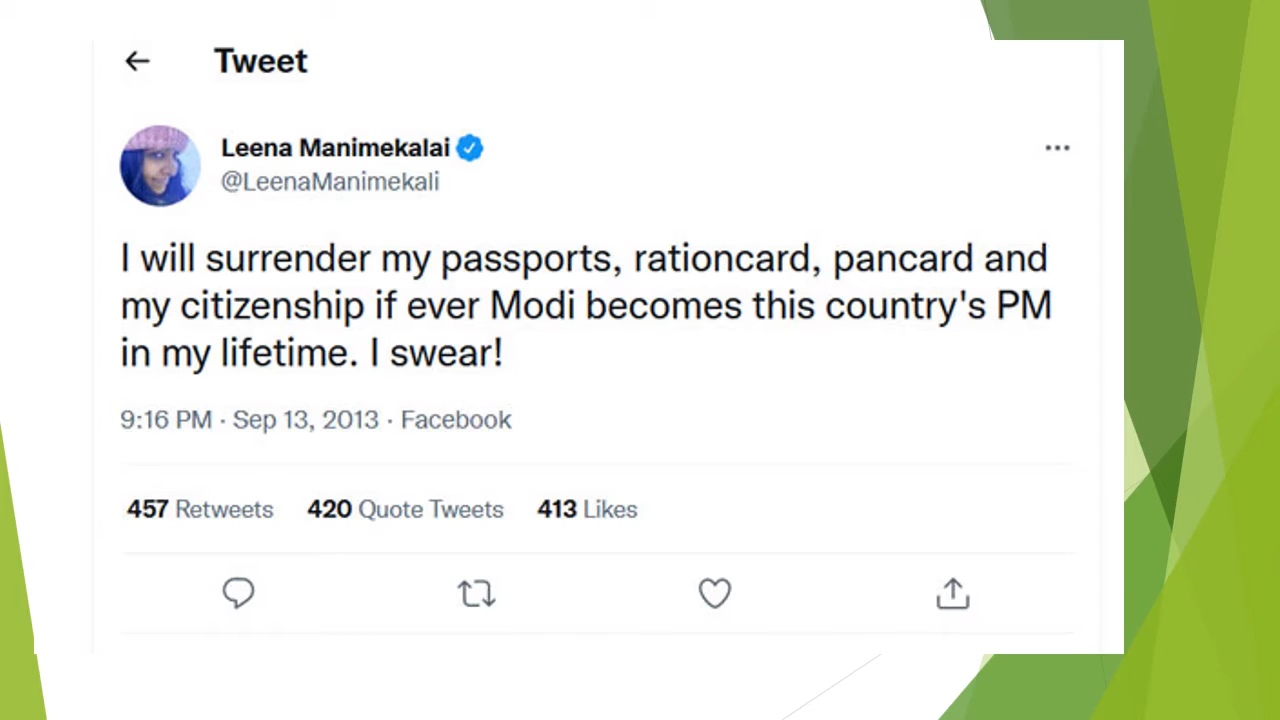 Tweet
Leena Manimekalai
@LeenaManimekali
I will surrender my passports, rationcard, pancard and
my citizenship if ever Modi becomes this country's PM
in my lifetime. I swear!
9:16 PM · Sep 13, 2013 · Facebook
457 Retweets 420 Quote Tweets 413 Likes